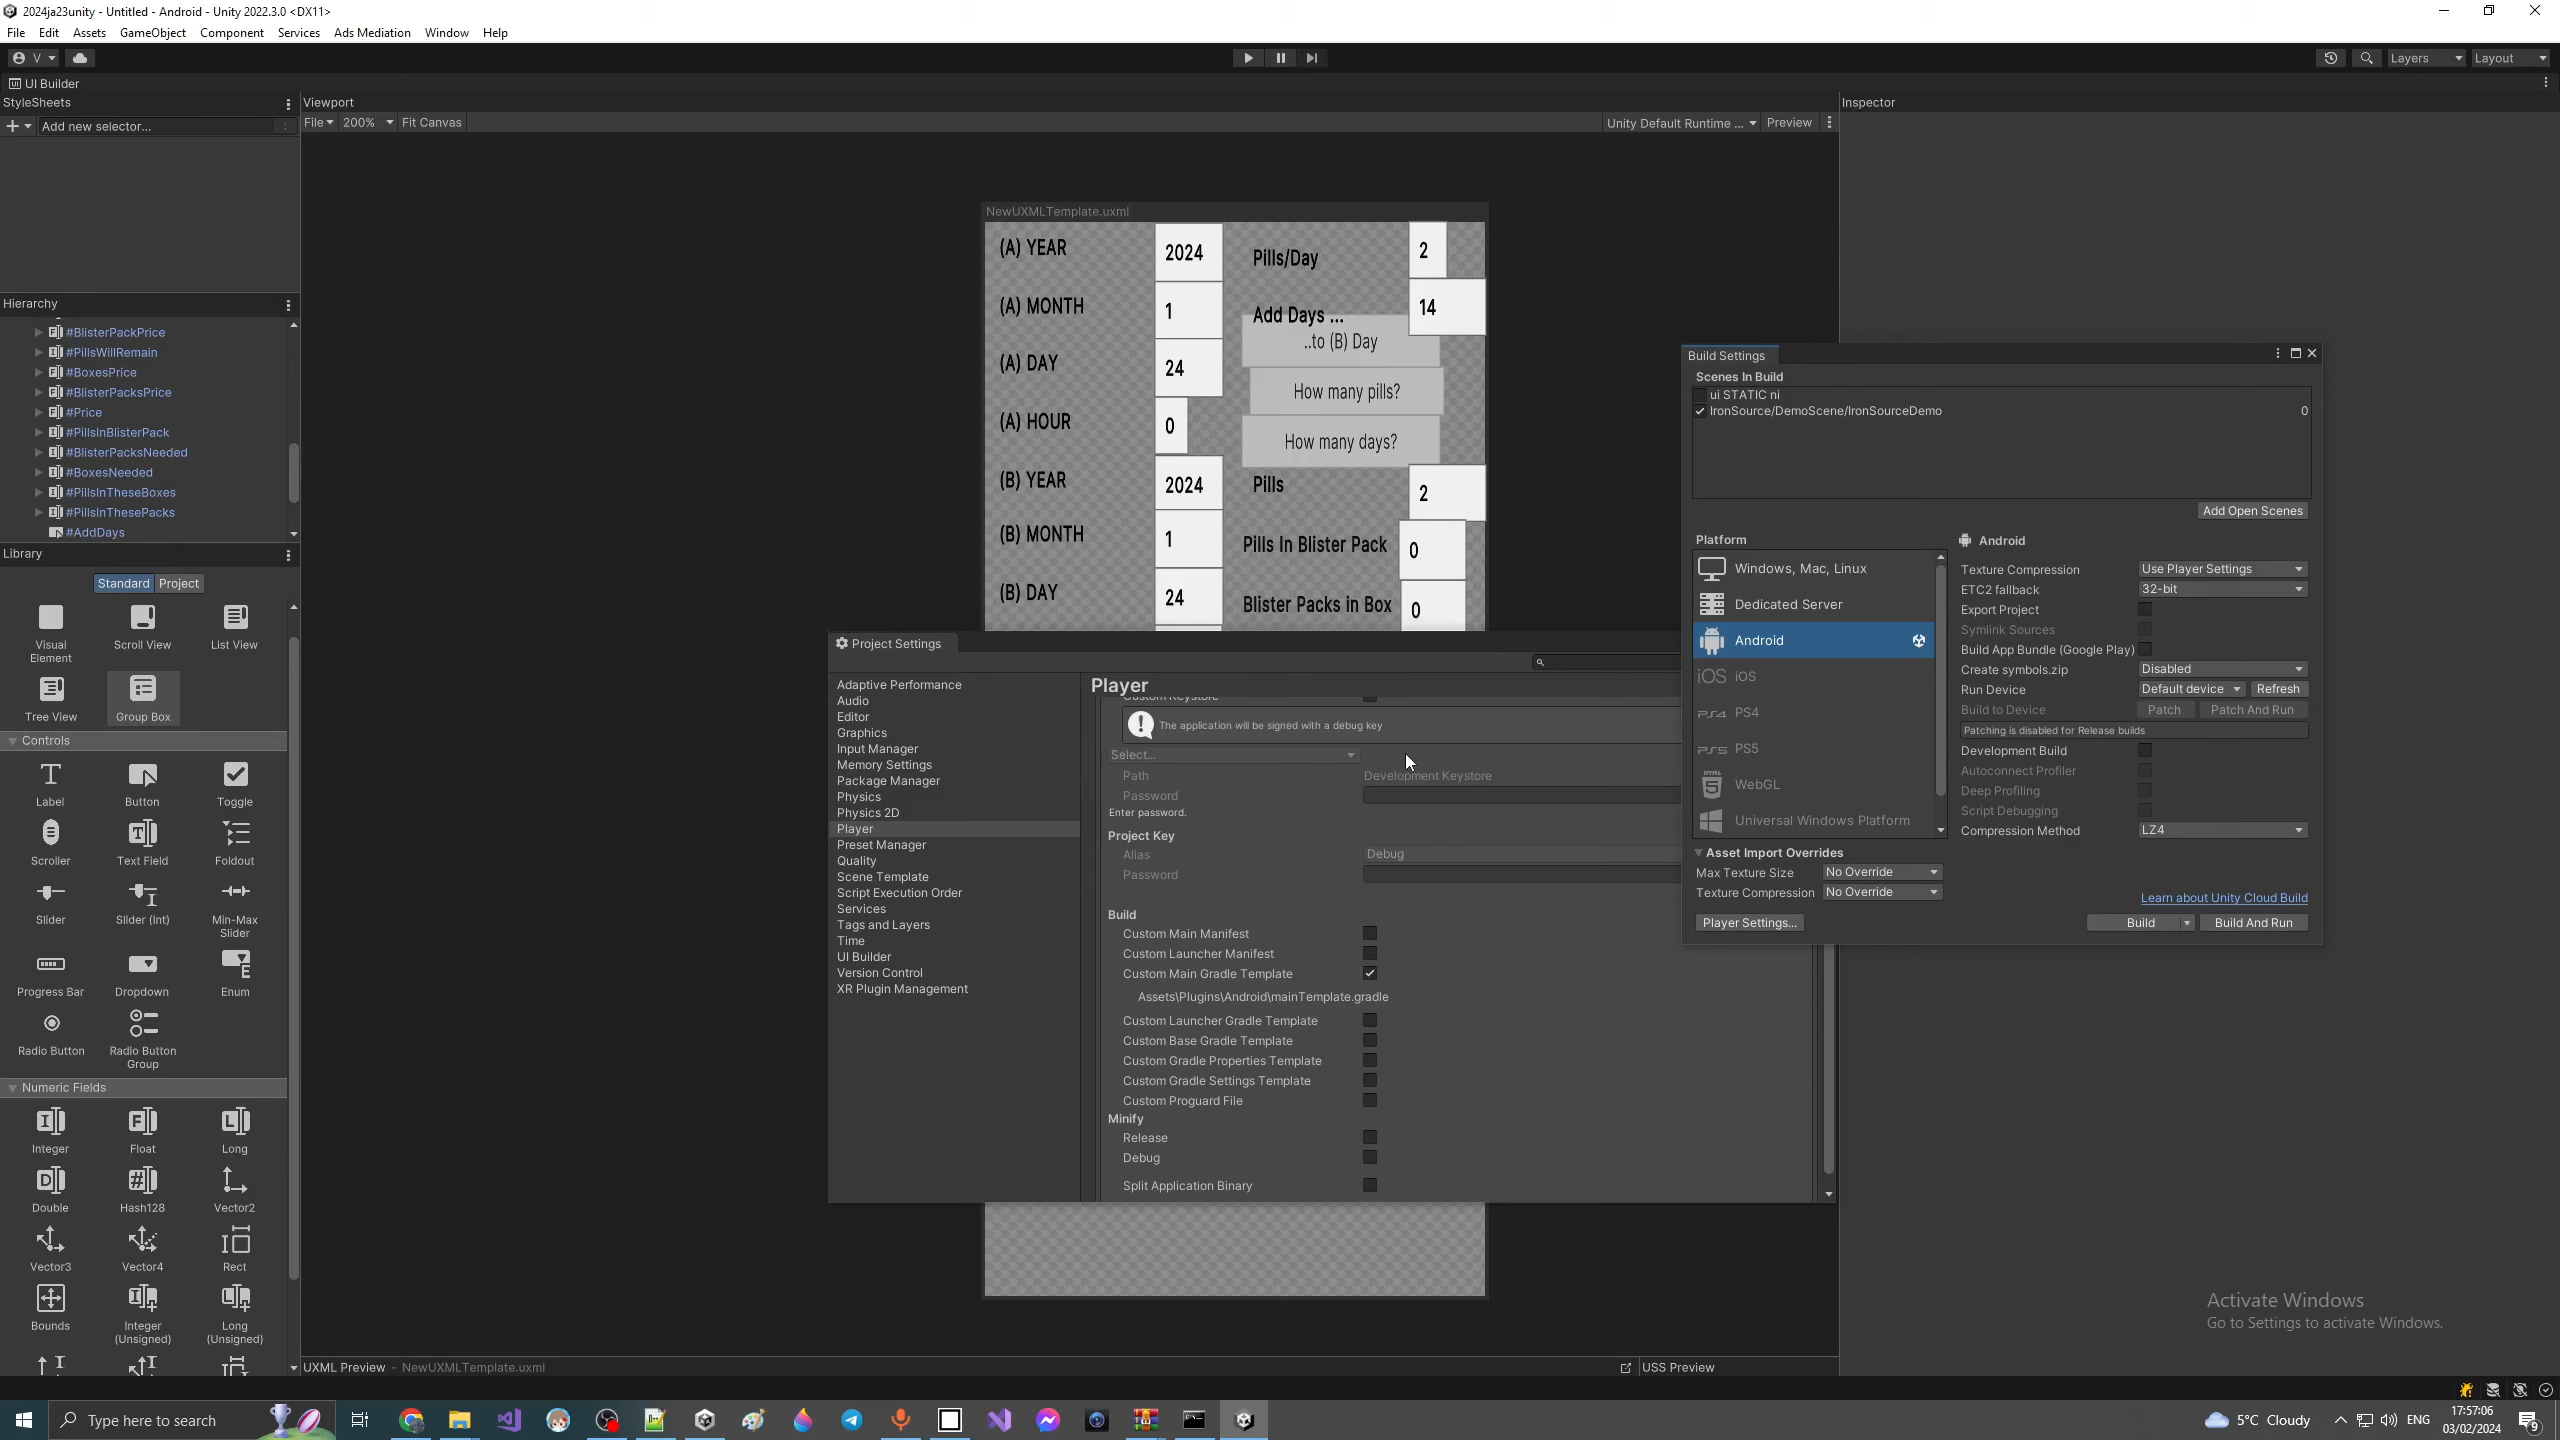 2024ja23unity - Untitled - Android - Unity 2022.3.0 <DX11>
File Edit Assets GameObject Component Services Ads Mediation Window Help
V
Layers
Layout
UI Builder
StyleSheets
Add new selector...
Viewport
File 200% Fit Canvas
Unity Default Runtime ... Preview
Inspector
Hierarchy
#BlisterPackPrice
#PillsWillRemain
#BoxesPrice
#BlisterPacksPrice
#Price
#PillsInBlisterPack
#BlisterPacksNeeded
#BoxesNeeded
#PillsInTheseBoxes
#PillsInThesePacks
#AddDays
Library
Standard Project
Visual Element
Scroll View
List View
Tree View
Group Box
Controls
Label
Button
Toggle
Scroller
Text Field
Foldout
Slider
Slider (Int)
Min-Max Slider
Progress Bar
Dropdown
Enum
Radio Button
Radio Button Group
Numeric Fields
Integer
Float
Long
Double
Hash128
Vector2
Vector3
Vector4
Rect
Bounds
Integer (Unsigned)
Long (Unsigned)
NewUXMLTemplate.uxml
(A) YEAR 2024
(A) MONTH 1
(A) DAY 24
(A) HOUR 0
(B) YEAR 2024
(B) MONTH 1
(B) DAY 24
Pills/Day 2
Add Days ... 14
..to (B) Day
How many pills?
How many days?
Pills 2
Pills In Blister Pack 0
Blister Packs in Box 0
Project Settings
Adaptive Performance
Audio
Editor
Graphics
Input Manager
Memory Settings
Package Manager
Physics
Physics 2D
Player
Preset Manager
Quality
Scene Template
Script Execution Order
Services
Tags and Layers
Time
UI Builder
Version Control
XR Plugin Management
Player
Custom Keystore
The application will be signed with a debug key
Select...
Path Development Keystore
Password
Enter password.
Project Key
Alias Debug
Password
Build
Custom Main Manifest
Custom Launcher Manifest
Custom Main Gradle Template
Assets\Plugins\Android\mainTemplate.gradle
Custom Launcher Gradle Template
Custom Base Gradle Template
Custom Gradle Properties Template
Custom Gradle Settings Template
Custom Proguard File
Minify
Release
Debug
Split Application Binary
Build Settings
Scenes In Build
ui STATIC ni
IronSource/DemoScene/IronSourceDemo 0
Add Open Scenes
Platform
Windows, Mac, Linux
Dedicated Server
Android
iOS iOS
PS4 PS4
PS5 PS5
HTML 5 WebGL
Universal Windows Platform
Android
Texture Compression Use Player Settings
ETC2 fallback 32-bit
Export Project
Symlink Sources
Build App Bundle (Google Play)
Create symbols.zip Disabled
Run Device Default device Refresh
Build to Device Patch Patch And Run
Patching is disabled for Release builds
Development Build
Autoconnect Profiler
Deep Profiling
Script Debugging
Compression Method LZ4
Asset Import Overrides
Max Texture Size No Override
Texture Compression No Override
Learn about Unity Cloud Build
Player Settings...
Build
Build And Run
Activate Windows
Go to Settings to activate Windows.
UXML Preview - NewUXMLTemplate.uxml
USS Preview
Type here to search
5°C Cloudy
ENG
17:57:06
03/02/2024
9